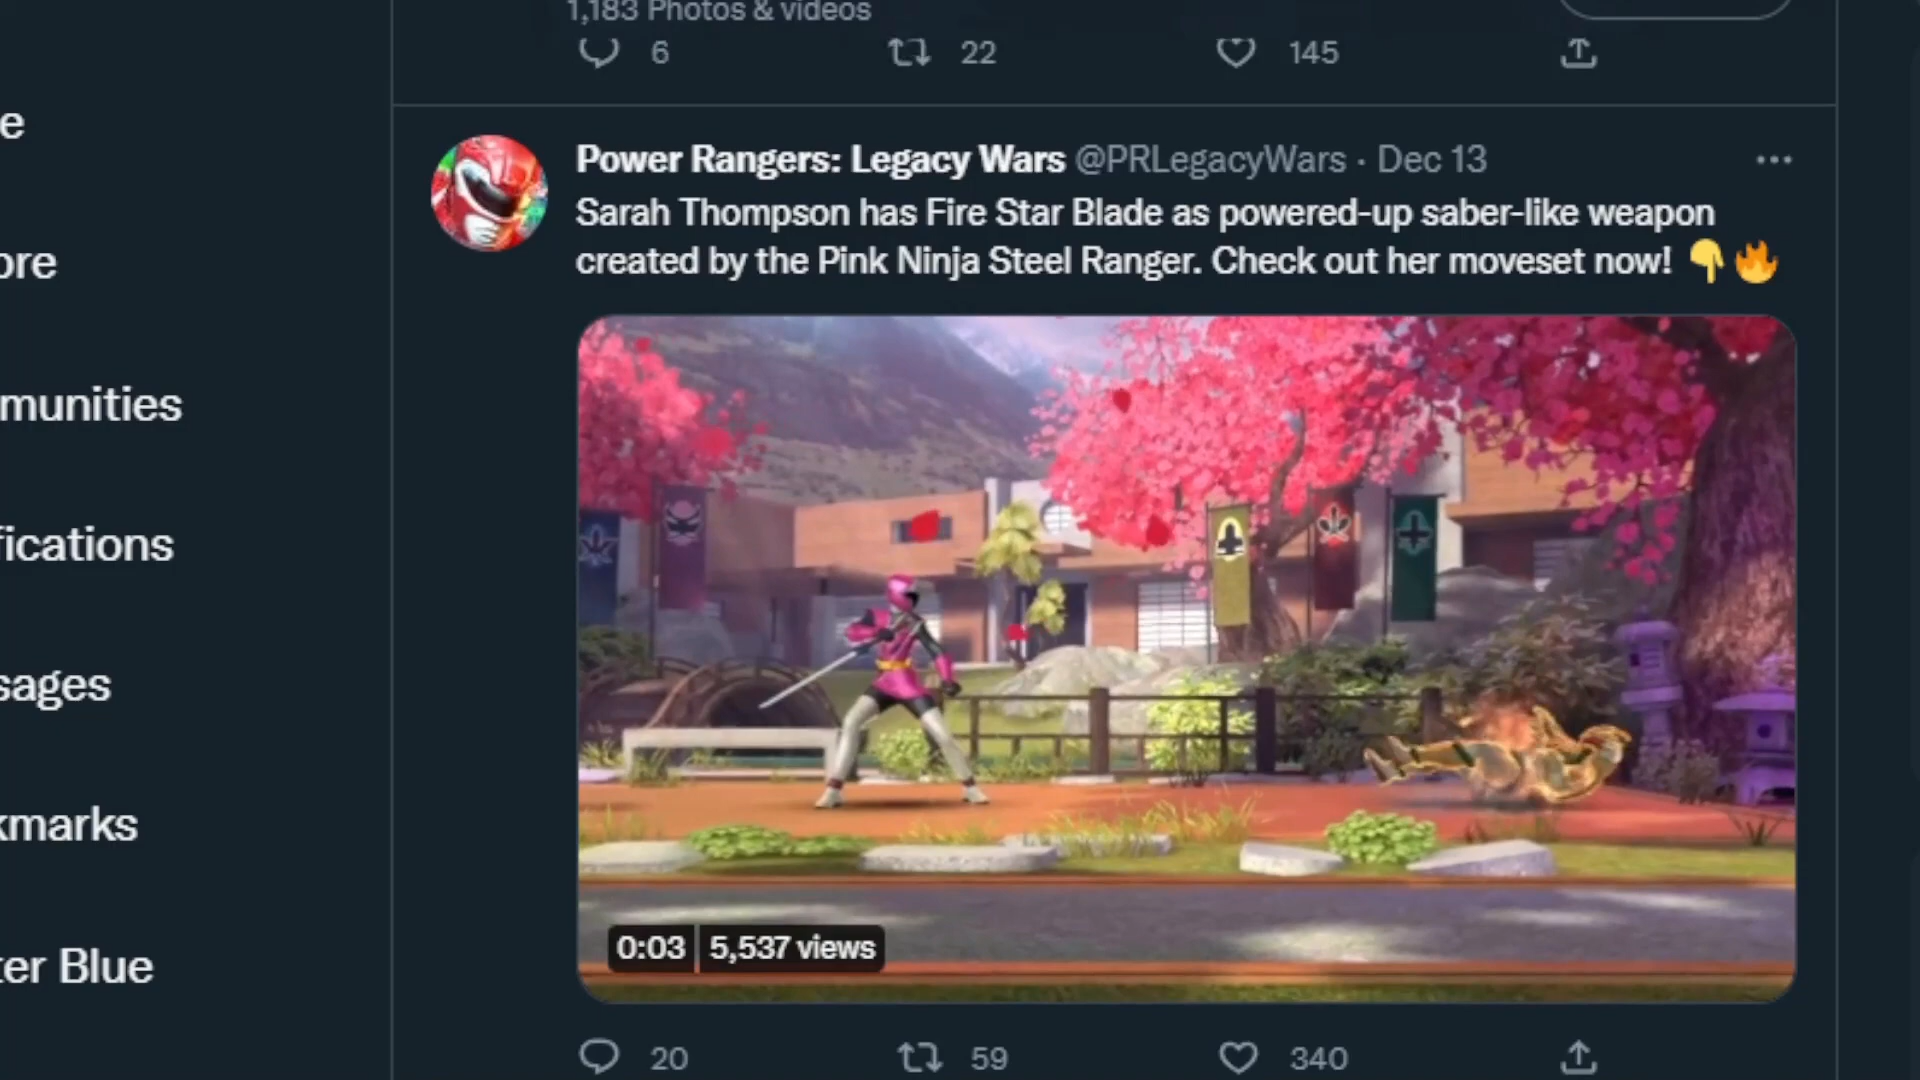 1,183 Photos & videos
6 22 145
e
Power Rangers: Legacy Wars @PRLegacyWars · Dec 13
Sarah Thompson has Fire Star Blade as powered-up saber-like weapon
created by the Pink Ninja Steel Ranger. Check out her moveset now! 👇🔥
ore
munities
fications
sages
kmarks
0:03 5,537 views
ter Blue
20 59 340